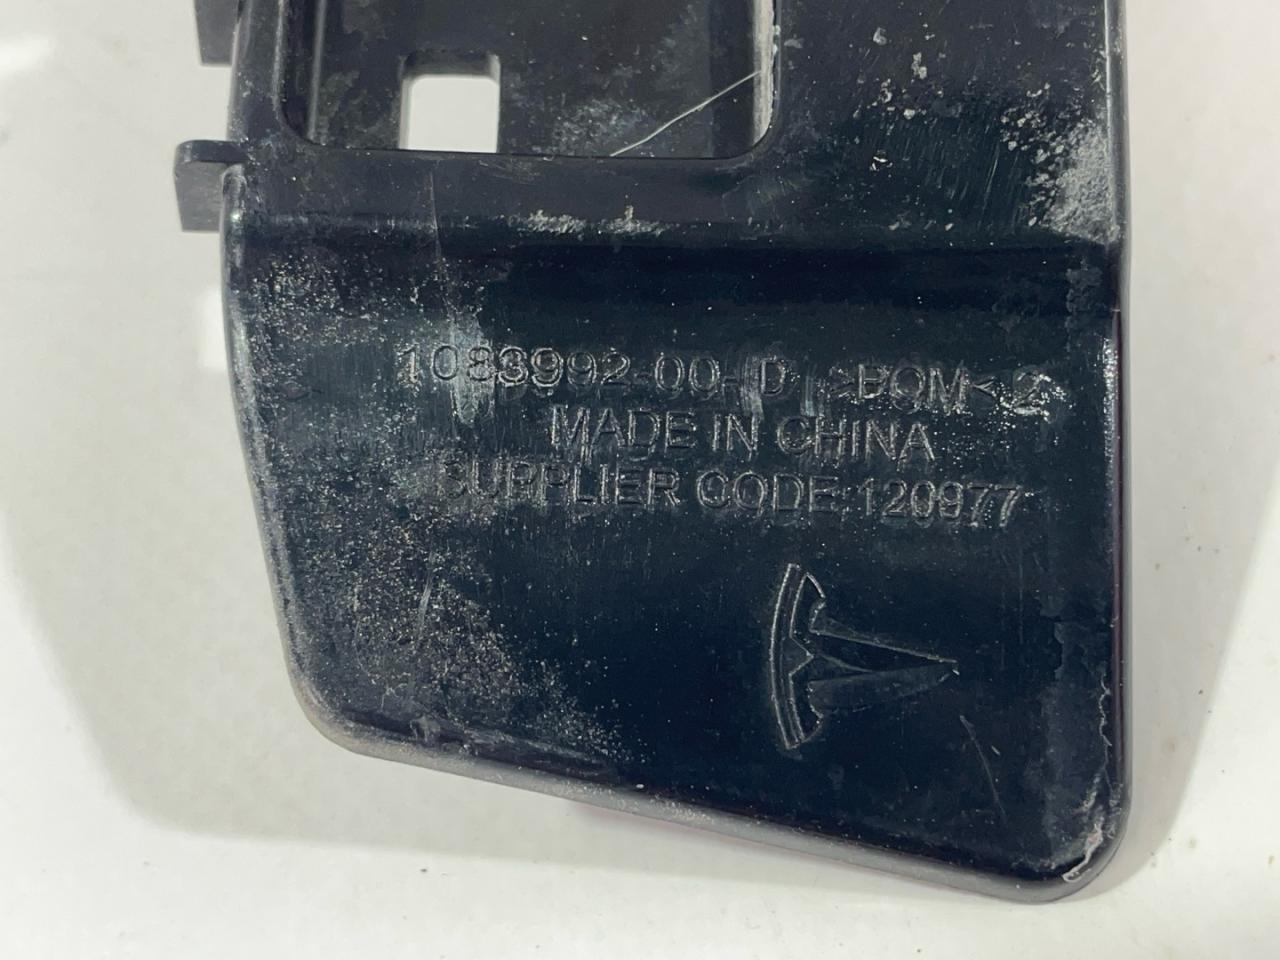 1083992-00-D >POM< 2
MADE IN CHINA
SUPPLIER CODE:120977